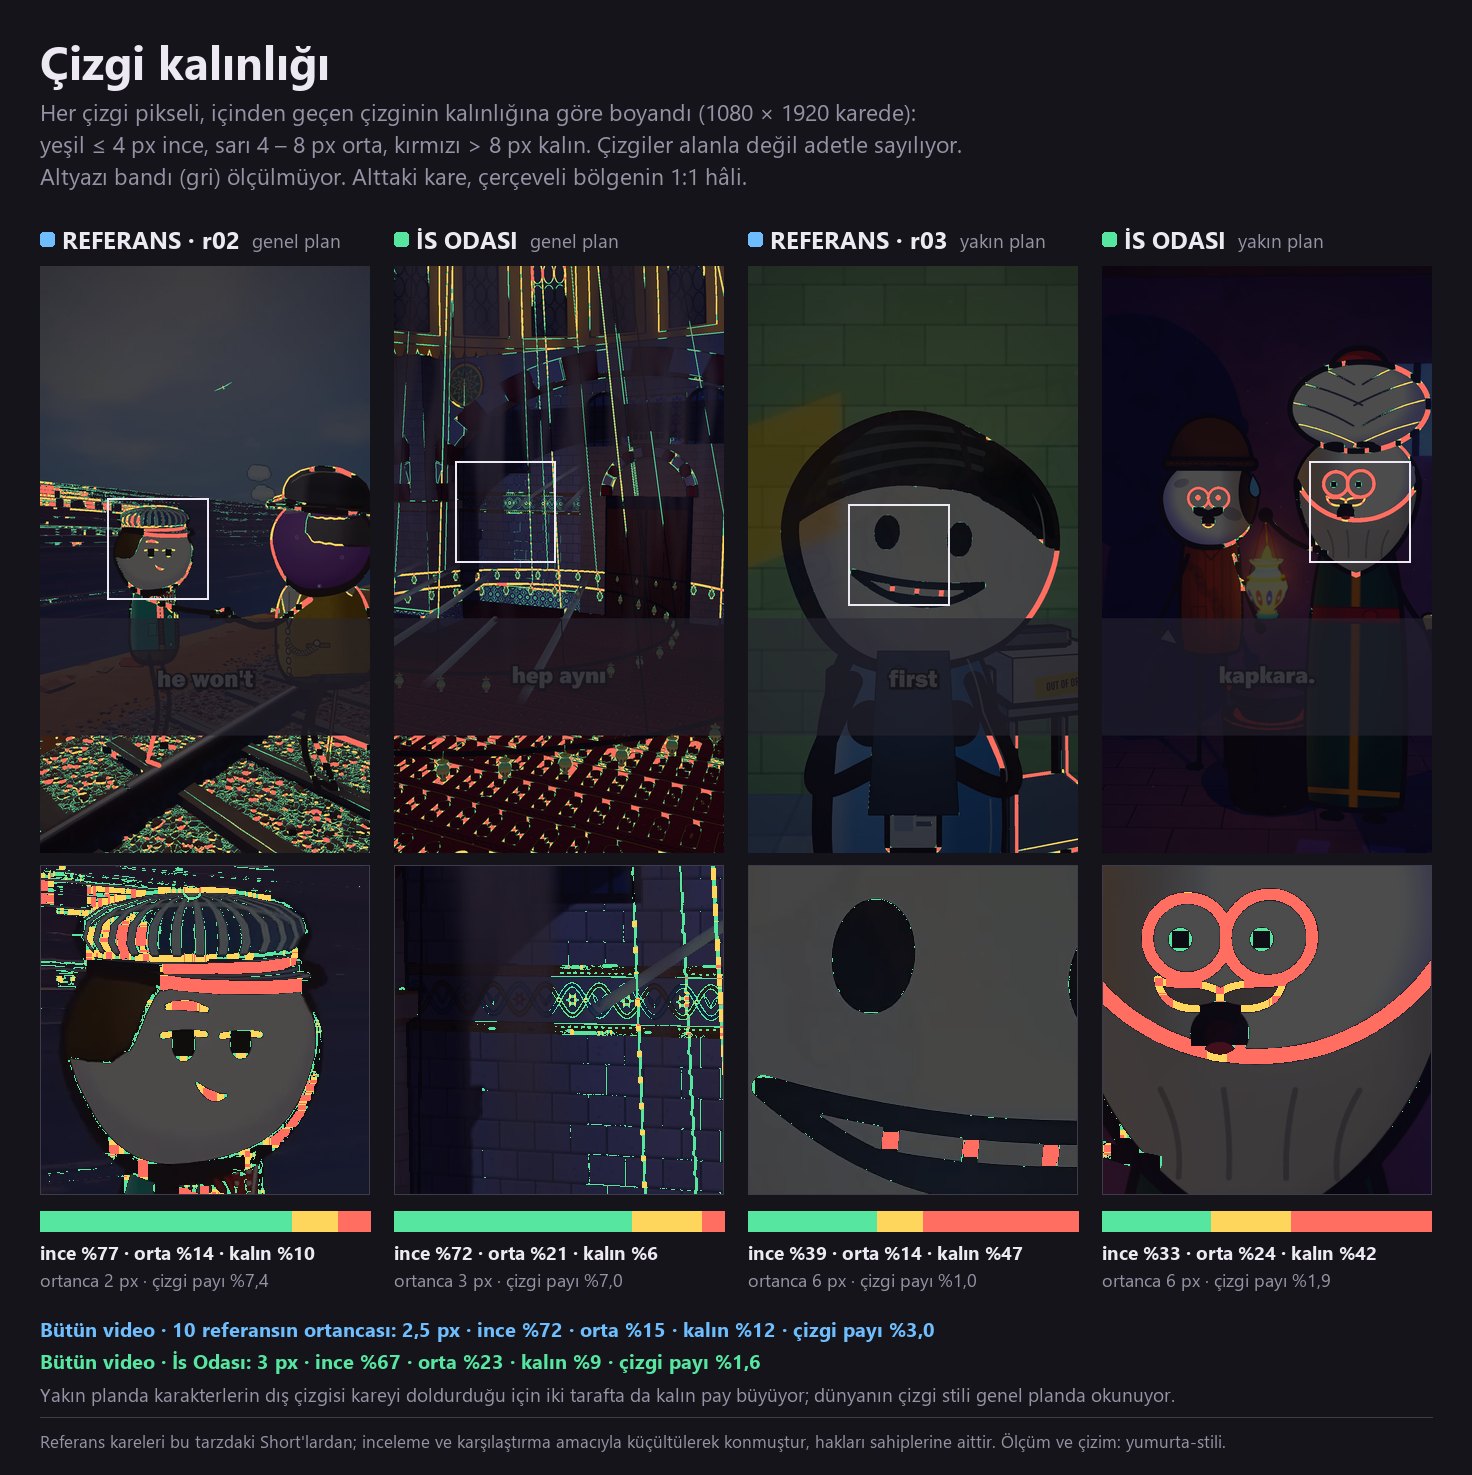 Çizgi kalınlığı
Her çizgi pikseli, içinden geçen çizginin kalınlığına göre boyandı (1080 × 1920 karede):
yeşil ≤ 4 px ince, sarı 4 – 8 px orta, kırmızı > 8 px kalın. Çizgiler alanla değil adetle sayılıyor.
Altyazı bandı (gri) ölçülmüyor. Alttaki kare, çerçeveli bölgenin 1:1 hâli.
REFERANS · r02 genel plan
İS ODASI genel plan
REFERANS · r03 yakın plan
İS ODASI yakın plan
he won't
hep aynı
first
OUT OF
kapkara.
ince %77 · orta %14 · kalın %10
ortanca 2 px · çizgi payı %7,4
ince %72 · orta %21 · kalın %6
ortanca 3 px · çizgi payı %7,0
ince %39 · orta %14 · kalın %47
ortanca 6 px · çizgi payı %1,0
ince %33 · orta %24 · kalın %42
ortanca 6 px · çizgi payı %1,9
Bütün video · 10 referansın ortancası: 2,5 px · ince %72 · orta %15 · kalın %12 · çizgi payı %3,0
Bütün video · İs Odası: 3 px · ince %67 · orta %23 · kalın %9 · çizgi payı %1,6
Yakın planda karakterlerin dış çizgisi kareyi doldurduğu için iki tarafta da kalın pay büyüyor; dünyanın çizgi stili genel planda okunuyor.
Referans kareleri bu tarzdaki Short'lardan; inceleme ve karşılaştırma amacıyla küçültülerek konmuştur, hakları sahiplerine aittir. Ölçüm ve çizim: yumurta-stili.